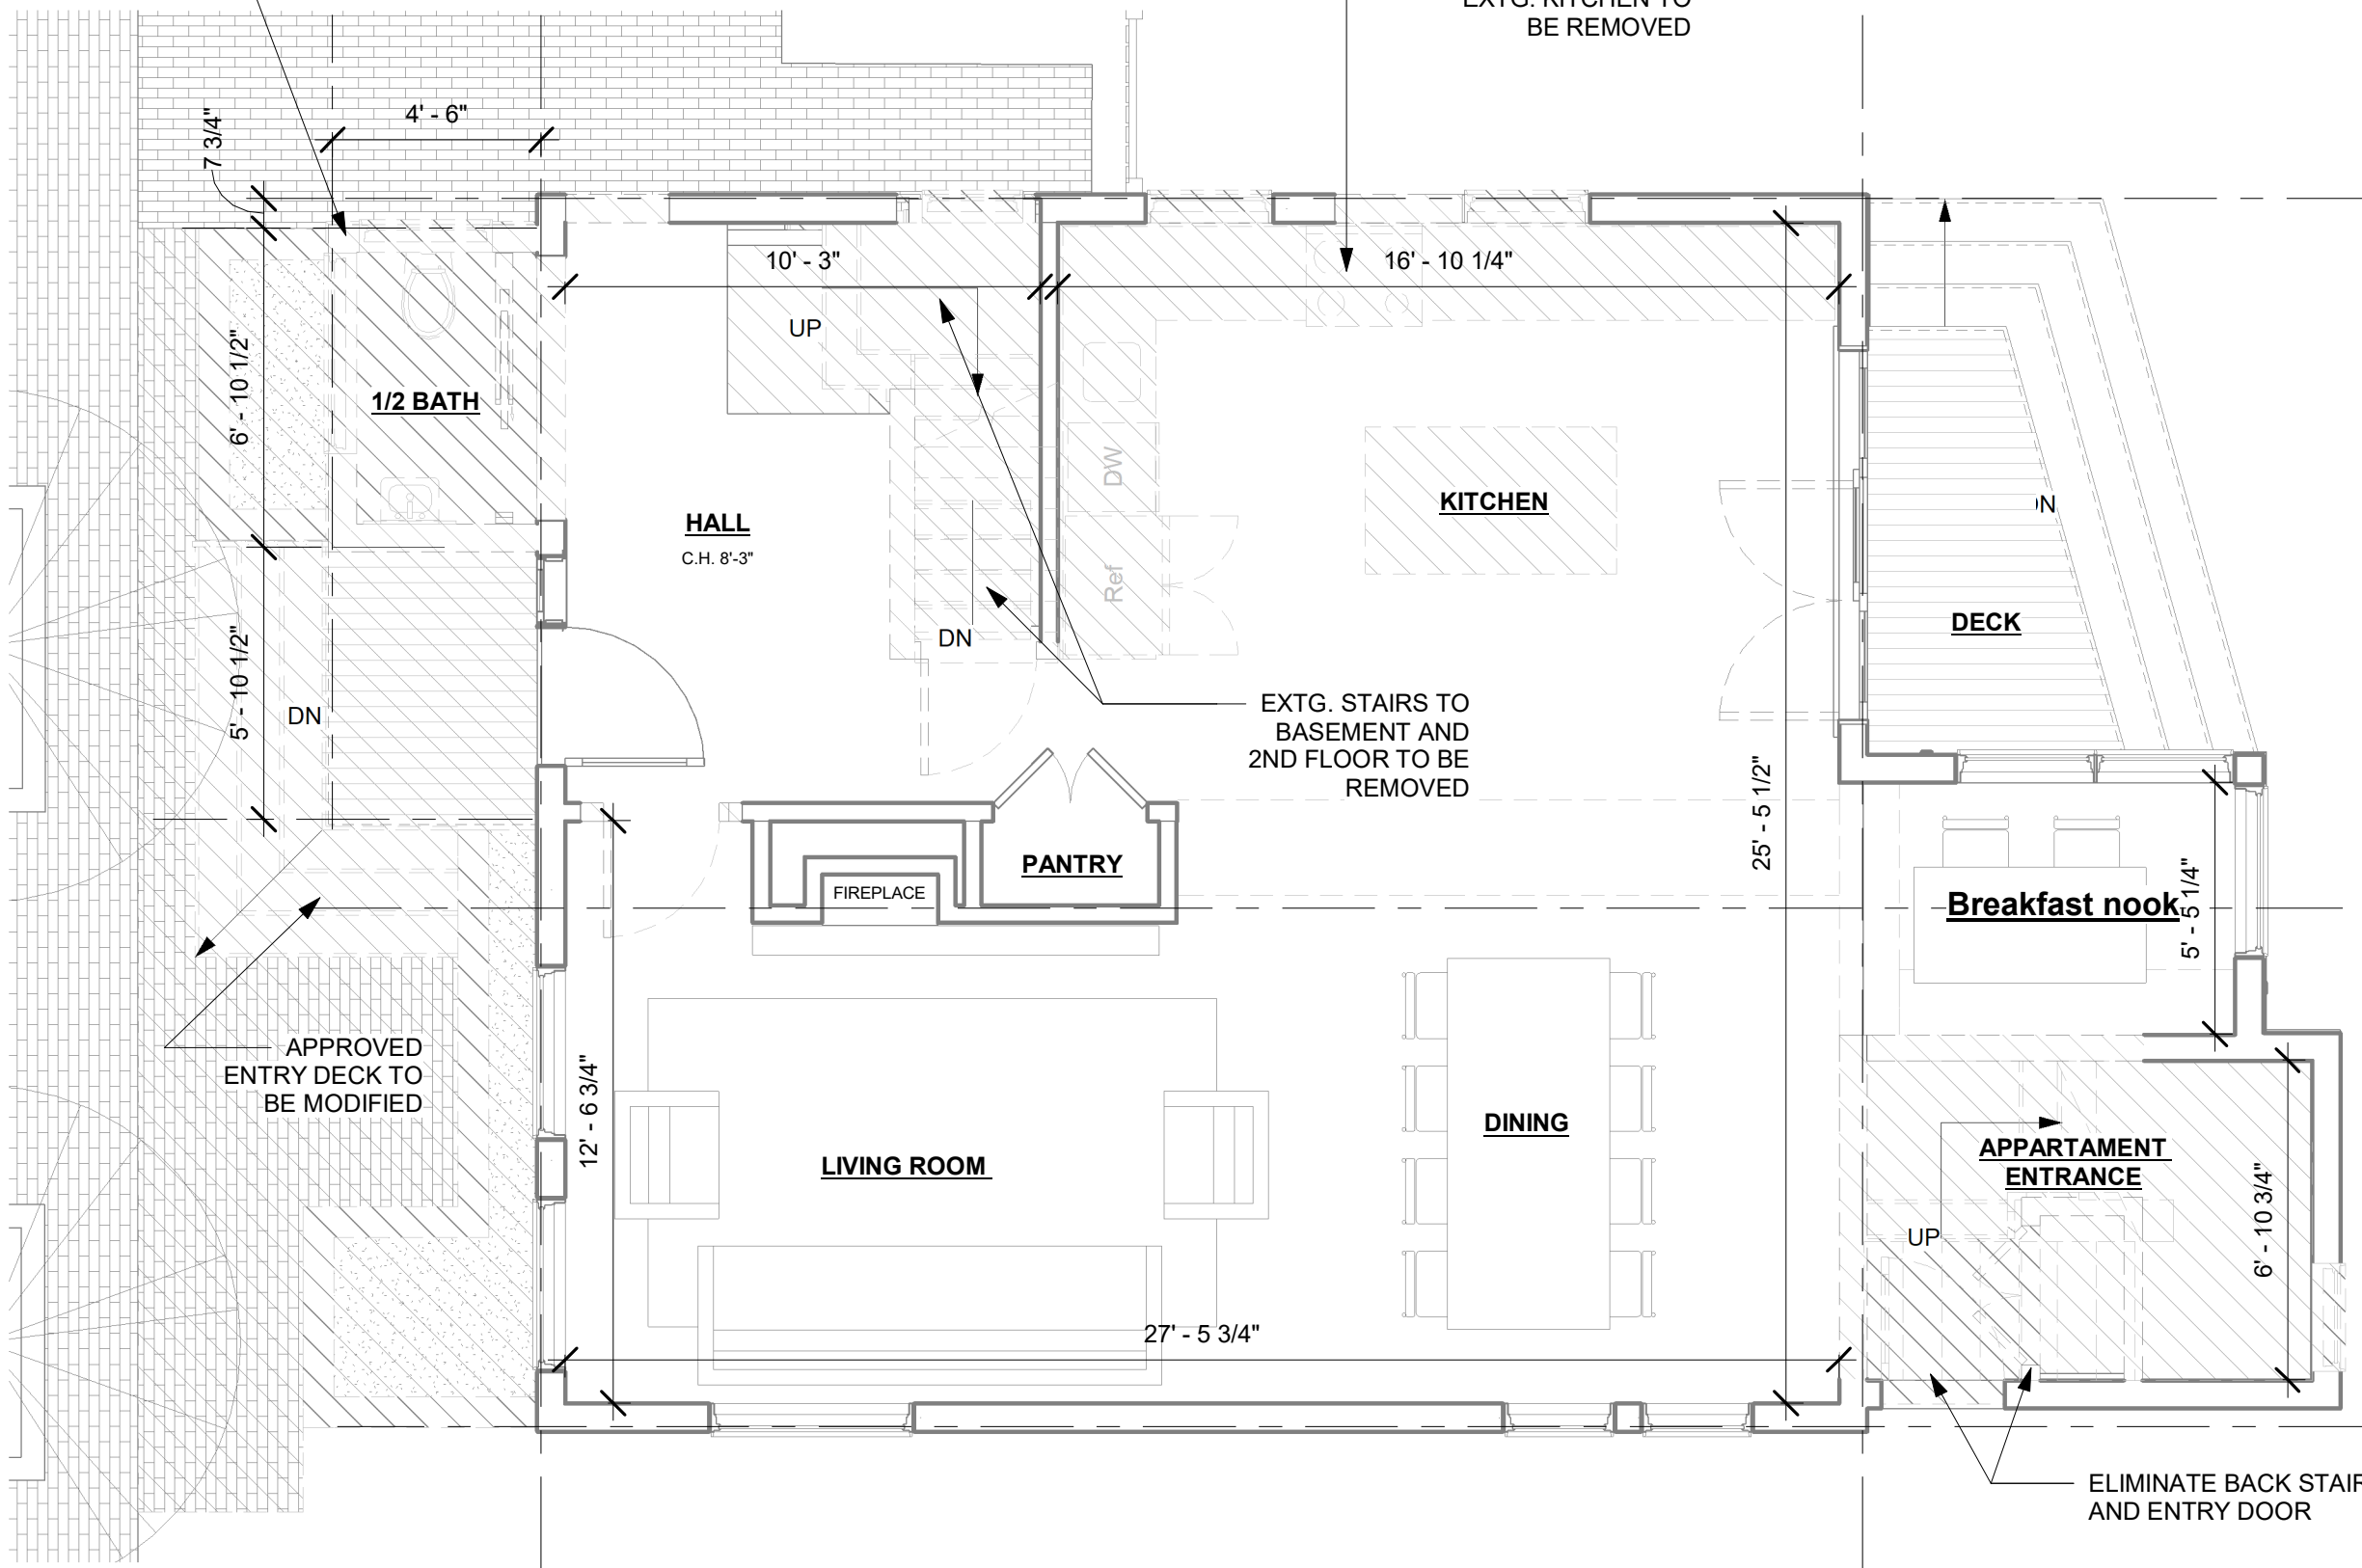 EXTG. KITCHEN TO
BE REMOVED
4' - 6"
7 3/4"
10' - 3"
16' - 10 1/4"
UP
6' - 10 1/2"
1/2 BATH
HALL
C.H. 8'-3"
DW
KITCHEN
Ref
DECK
DN
5' - 10 1/2"
DN
EXTG. STAIRS TO
BASEMENT AND
2ND FLOOR TO BE
REMOVED
25' - 5 1/2"
PANTRY
FIREPLACE
Breakfast nook
5' - 5 1/4"
APPROVED
ENTRY DECK TO
BE MODIFIED
12' - 6 3/4"
LIVING ROOM
DINING
APPARTAMENT
ENTRANCE
UP
6' - 10 3/4"
27' - 5 3/4"
ELIMINATE BACK STAIR
AND ENTRY DOOR